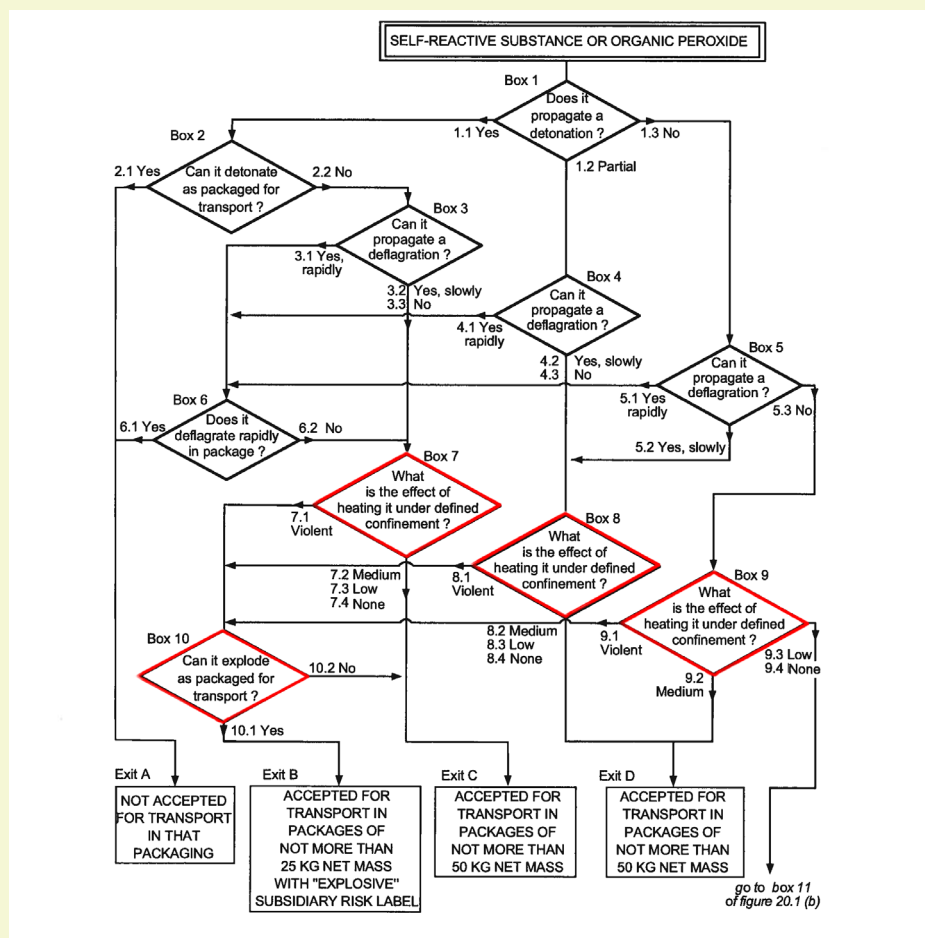 SELF-REACTIVE SUBSTANCE OR ORGANIC PEROXIDE
Box 1
Does it
propagate a
detonation ?
1.1 Yes
1.3 No
1.2 Partial
Box 2
Can it detonate
as packaged for
transport ?
2.1 Yes
2.2 No
Box 3
Can it
propagate a
deflagration ?
3.1 Yes,
rapidly
3.2 Yes, slowly
3.3 No
Box 4
Can it
propagate a
deflagration ?
4.1 Yes
rapidly
4.2 Yes, slowly
4.3 No
Box 5
Can it
propagate a
deflagration ?
5.1 Yes
rapidly
5.3 No
5.2 Yes, slowly
Box 6
Does it
deflagrate rapidly
in package ?
6.1 Yes
6.2 No
Box 7
What
is the effect of
heating it under defined
confinement ?
7.1
Violent
7.2 Medium
7.3 Low
7.4 None
Box 8
What
is the effect of
heating it under defined
confinement ?
8.1
Violent
8.2 Medium
8.3 Low
8.4 None
Box 9
What
is the effect of
heating it under defined
confinement ?
9.1
Violent
9.2
Medium
9.3 Low
9.4 None
Box 10
Can it explode
as packaged for
transport ?
10.2 No
10.1 Yes
Exit A
NOT ACCEPTED
FOR TRANSPORT
IN THAT
PACKAGING
Exit B
ACCEPTED FOR
TRANSPORT IN
PACKAGES OF
NOT MORE THAN
25 KG NET MASS
WITH "EXPLOSIVE"
SUBSIDIARY RISK LABEL
Exit C
ACCEPTED FOR
TRANSPORT IN
PACKAGES OF
NOT MORE THAN
50 KG NET MASS
Exit D
ACCEPTED FOR
TRANSPORT IN
PACKAGES OF
NOT MORE THAN
50 KG NET MASS
go to box 11
of figure 20.1 (b)